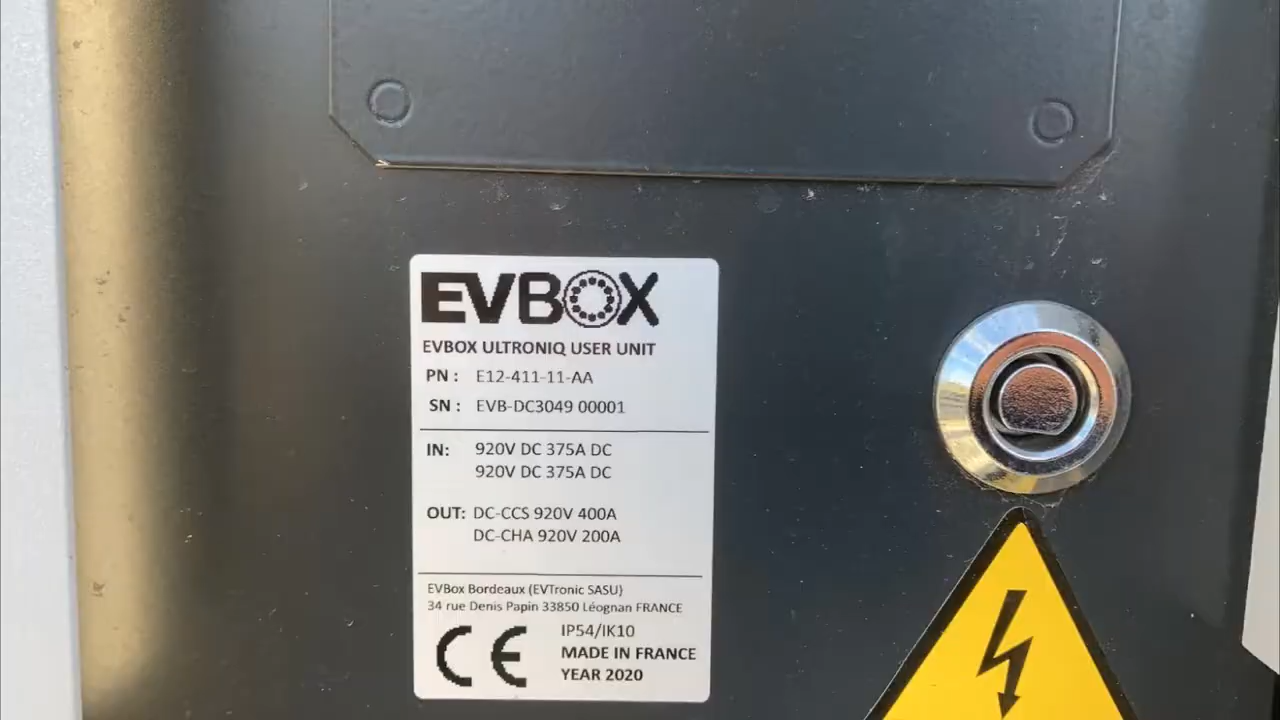 EVBOX
EVBOX ULTRONIQ USER UNIT
PN : E12-411-11-AA
SN : EVB-DC3049 00001
IN: 920V DC 375A DC
920V DC 375A DC
OUT: DC-CCS 920V 400A
DC-CHA 920V 200A
EVBox Bordeaux (EVTronic SASU)
34 rue Denis Papin 33850 Léognan FRANCE
CE
IP54/IK10
MADE IN FRANCE
YEAR 2020